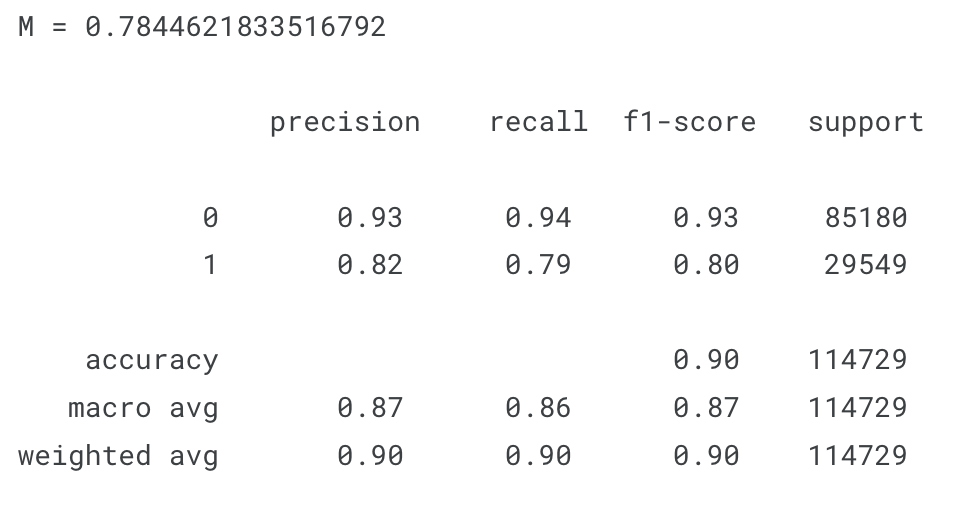 M = 0.7844621833516792
precision recall f1-score support
0 0.93 0.94 0.93 85180
1 0.82 0.79 0.80 29549
accuracy 0.90 114729
macro avg 0.87 0.86 0.87 114729
weighted avg 0.90 0.90 0.90 114729